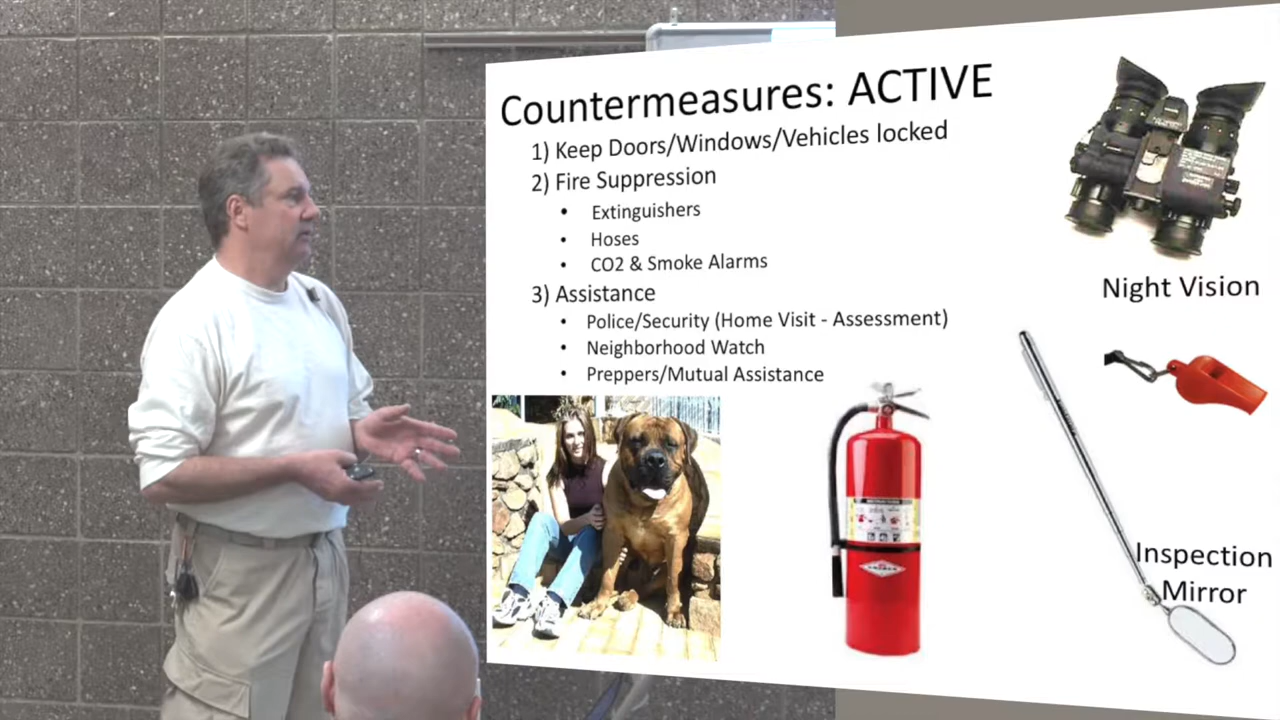 Countermeasures: ACTIVE
1) Keep Doors/Windows/Vehicles locked
2) Fire Suppression
• Extinguishers
• Hoses
• CO2 & Smoke Alarms
3) Assistance
• Police/Security (Home Visit - Assessment)
• Neighborhood Watch
• Preppers/Mutual Assistance
Night Vision
Inspection
Mirror